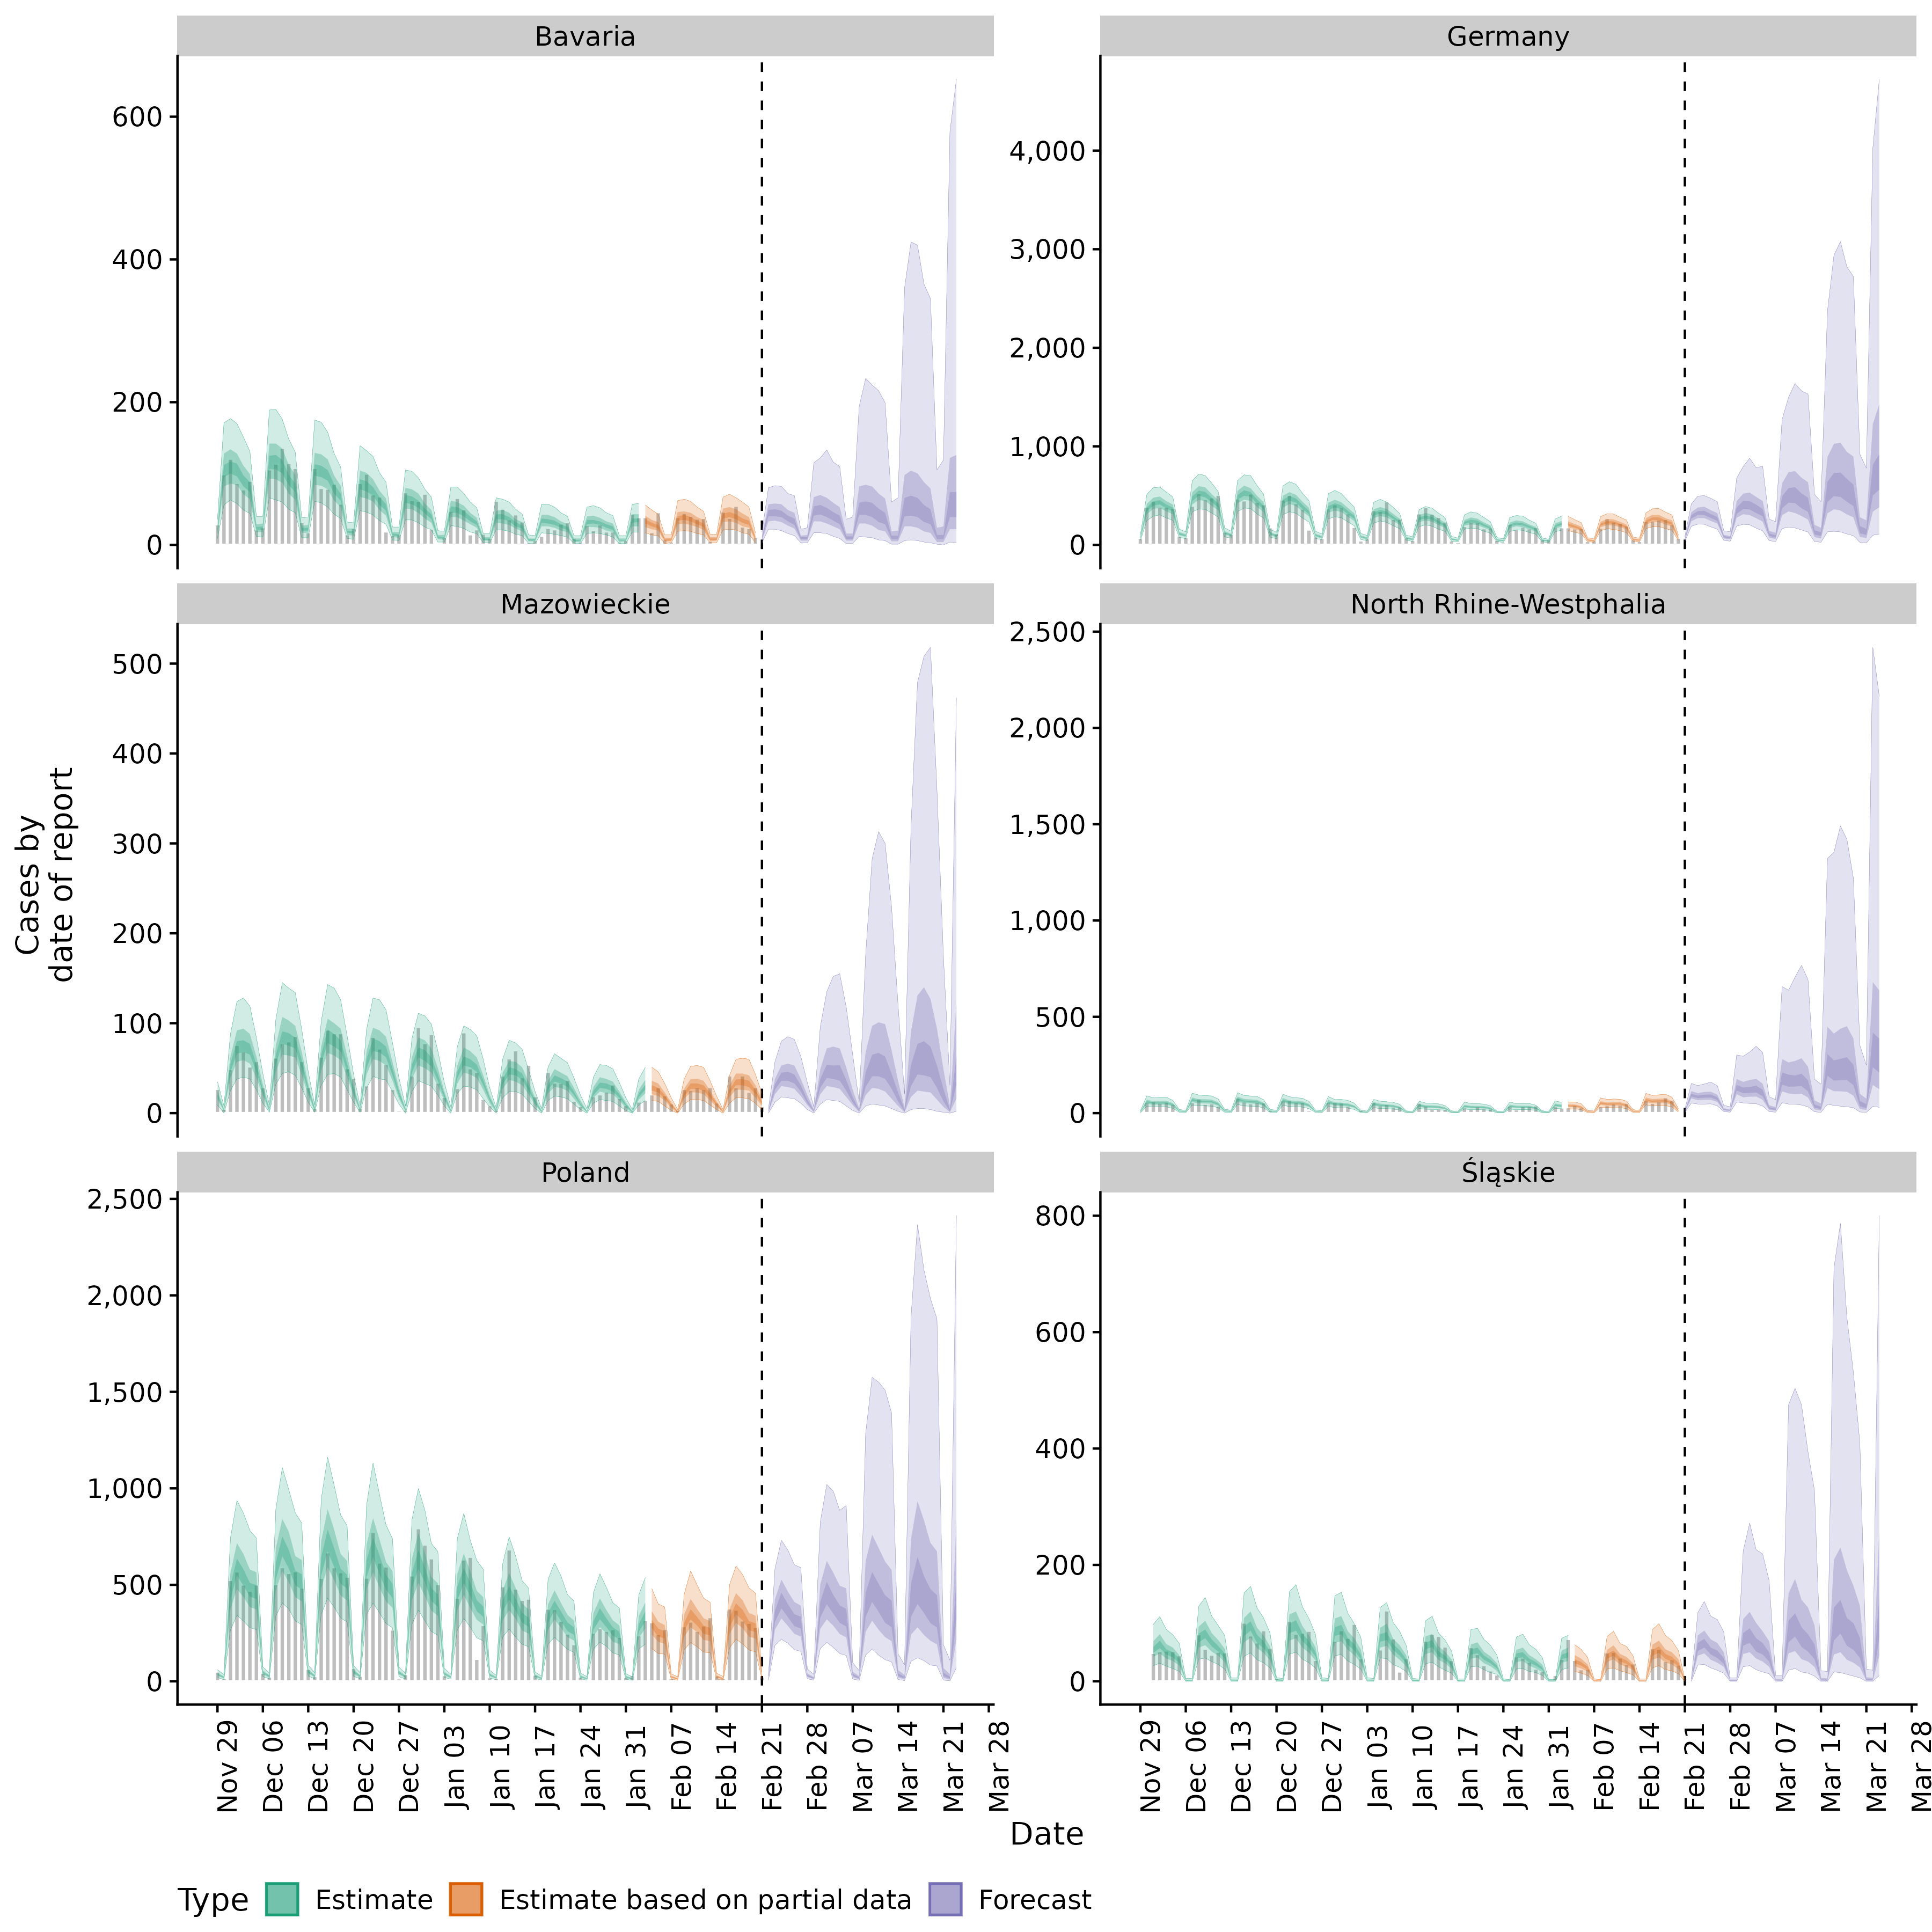 Bavaria
Germany
600
400
200
0
4,000
3,000
2,000
1,000
0
Mazowieckie
North Rhine-Westphalia
500
400
300
200
100
0
2,500
2,000
1,500
1,000
500
0
Cases by
date of report
Poland
Śląskie
2,500
2,000
1,500
1,000
500
0
800
600
400
200
0
Nov 29
Dec 06
Dec 13
Dec 20
Dec 27
Jan 03
Jan 10
Jan 17
Jan 24
Jan 31
Feb 07
Feb 14
Feb 21
Feb 28
Mar 07
Mar 14
Mar 21
Mar 28
Nov 29
Dec 06
Dec 13
Dec 20
Dec 27
Jan 03
Jan 10
Jan 17
Jan 24
Jan 31
Feb 07
Feb 14
Feb 21
Feb 28
Mar 07
Mar 14
Mar 21
Mar 28
Date
Type Estimate Estimate based on partial data Forecast